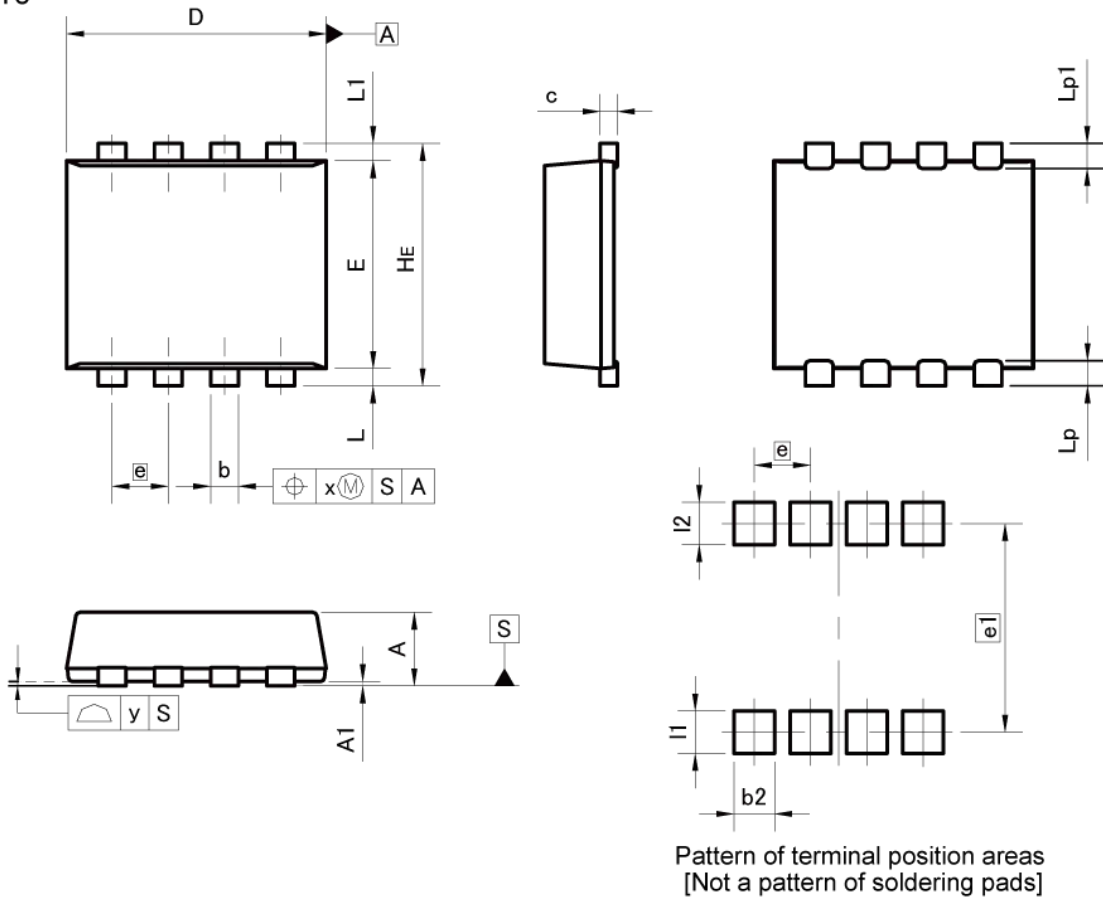 D
A
L1
c
Lp1
E
HE
L
Lp
e
b
x Ⓜ S A
e
l2
S
A
e1
y S
A1
l1
b2
Pattern of terminal position areas
[Not a pattern of soldering pads]